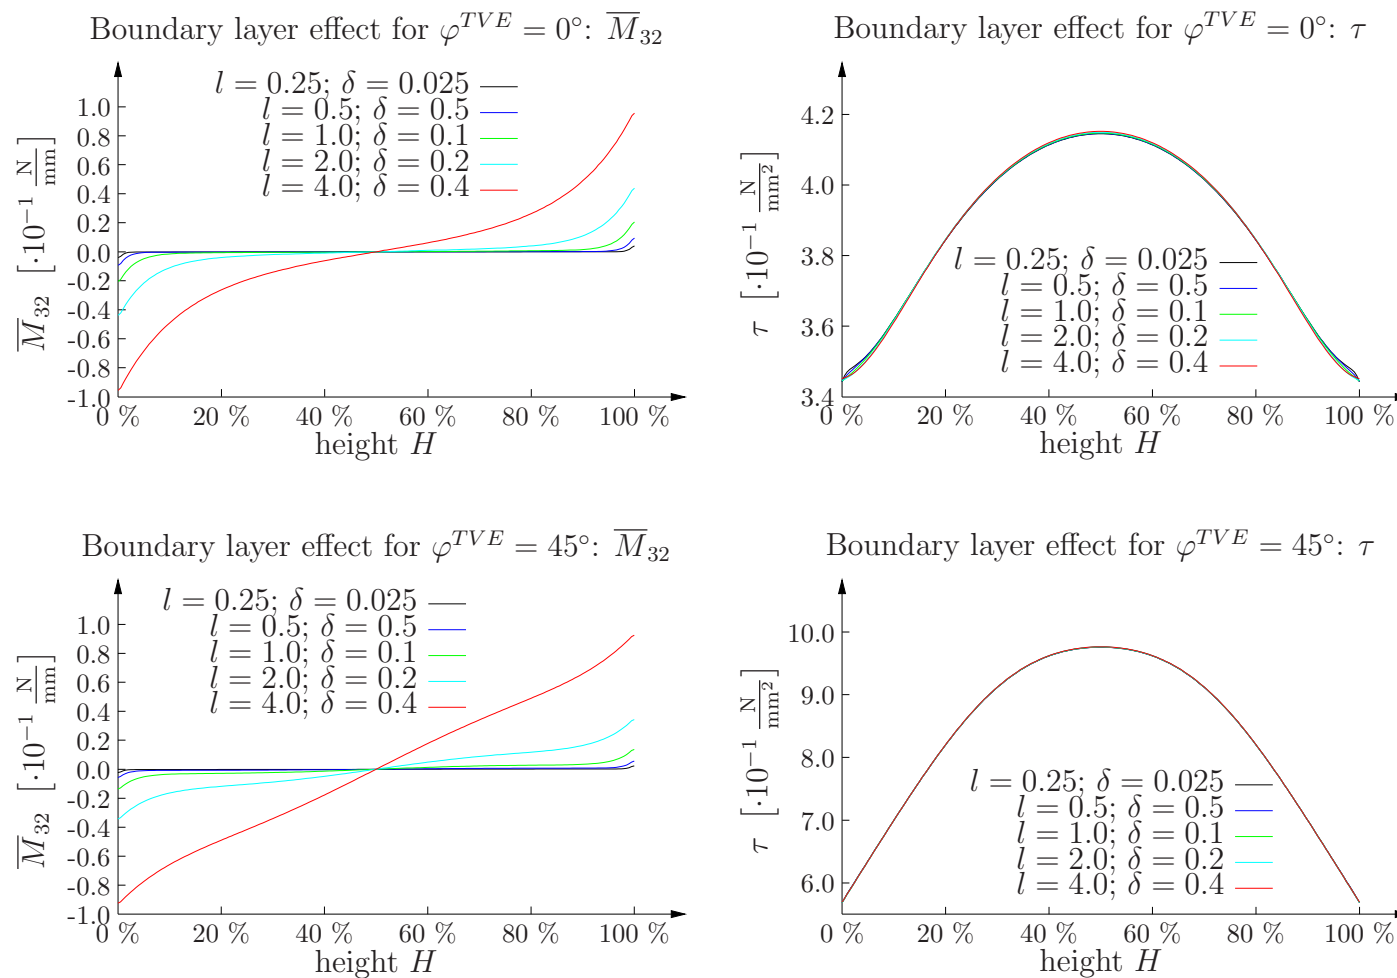 Boundary layer effect for φ^{TVE} = 0°: M̅₃₂
l = 0.25; δ = 0.025
l = 0.5; δ = 0.5
l = 1.0; δ = 0.1
l = 2.0; δ = 0.2
l = 4.0; δ = 0.4
1.0
0.8
0.6
0.4
0.2
0.0
-0.2
-0.4
-0.6
-0.8
-1.0
M̅₃₂ [·10⁻¹ N/mm]
0 % 20 % 40 % 60 % 80 % 100 %
height H
Boundary layer effect for φ^{TVE} = 0°: τ
4.2
4.0
3.8
3.6
3.4
τ [·10⁻¹ N/mm²]
l = 0.25; δ = 0.025
l = 0.5; δ = 0.5
l = 1.0; δ = 0.1
l = 2.0; δ = 0.2
l = 4.0; δ = 0.4
0 % 20 % 40 % 60 % 80 % 100 %
height H
Boundary layer effect for φ^{TVE} = 45°: M̅₃₂
l = 0.25; δ = 0.025
l = 0.5; δ = 0.5
l = 1.0; δ = 0.1
l = 2.0; δ = 0.2
l = 4.0; δ = 0.4
1.0
0.8
0.6
0.4
0.2
0.0
-0.2
-0.4
-0.6
-0.8
-1.0
M̅₃₂ [·10⁻¹ N/mm]
0 % 20 % 40 % 60 % 80 % 100 %
height H
Boundary layer effect for φ^{TVE} = 45°: τ
10.0
9.0
8.0
7.0
6.0
τ [·10⁻¹ N/mm²]
l = 0.25; δ = 0.025
l = 0.5; δ = 0.5
l = 1.0; δ = 0.1
l = 2.0; δ = 0.2
l = 4.0; δ = 0.4
0 % 20 % 40 % 60 % 80 % 100 %
height H